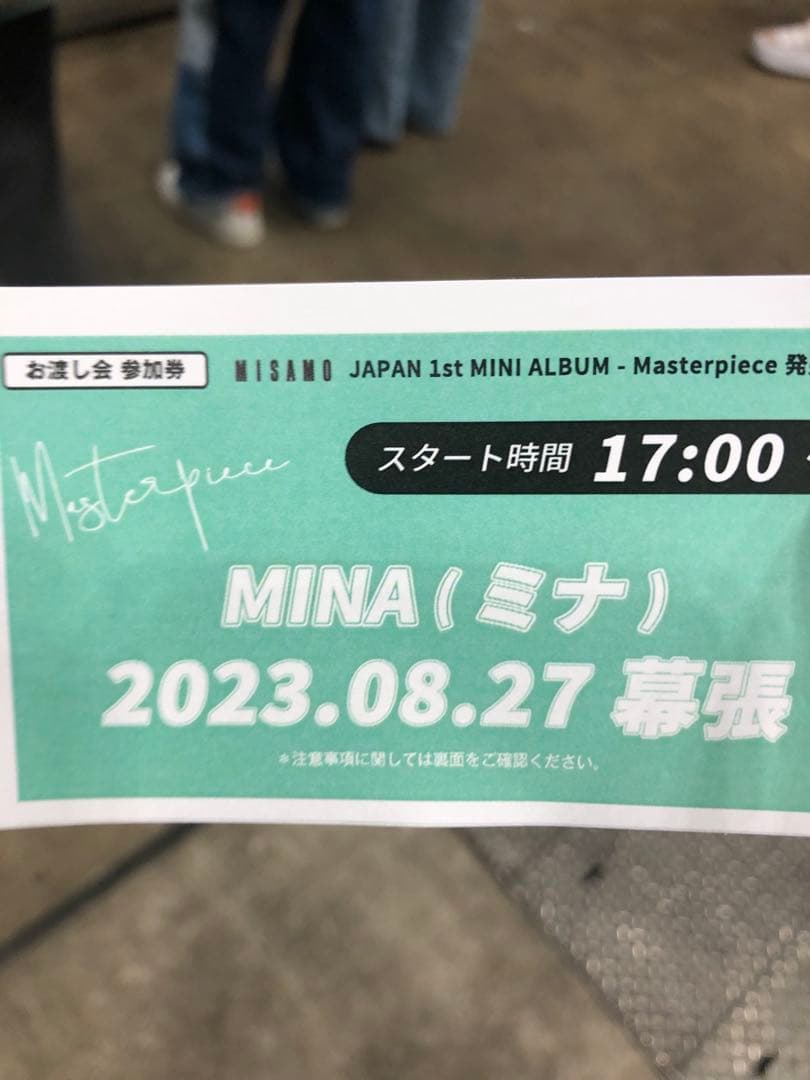 お渡し会 参加券 MISAMO JAPAN 1st MINI ALBUM - Masterpiece 発
Masterpiece
スタート時間 17:00
MINA(ミナ)
2023.08.27 幕張
*注意事項に関しては裏面をご確認ください。